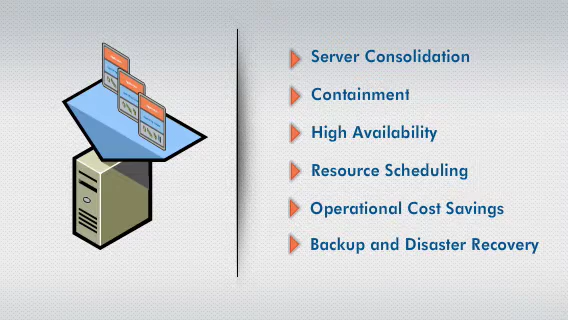 Server Consolidation
Containment
High Availability
Resource Scheduling
Operational Cost Savings
Backup and Disaster Recovery